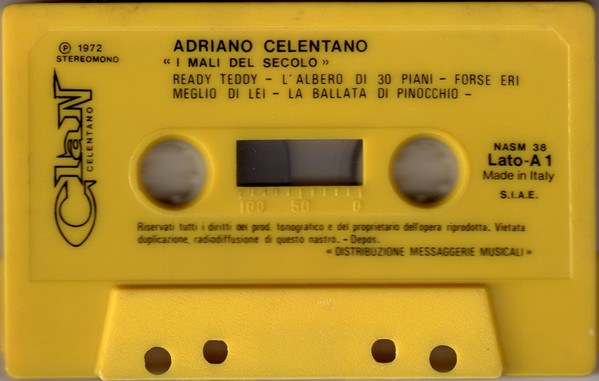 Ⓟ 1972
STEREOMONO
ADRIANO CELENTANO
« I MALI DEL SECOLO »
READY TEDDY – L'ALBERO DI 30 PIANI – FORSE ERI
MEGLIO DI LEI – LA BALLATA DI PINOCCHIO –
Clan
CELENTANO
NASM 38
Lato-A 1
Made in Italy
S.I.A.E.
100 50 0
Riservati tutti i diritti dei prod. fonografico e del proprietario dell'opera riprodotta. Vietata
duplicazione, radiodiffusione di questo nastro. – Depos.
« DISTRIBUZIONE MESSAGGERIE MUSICALI »